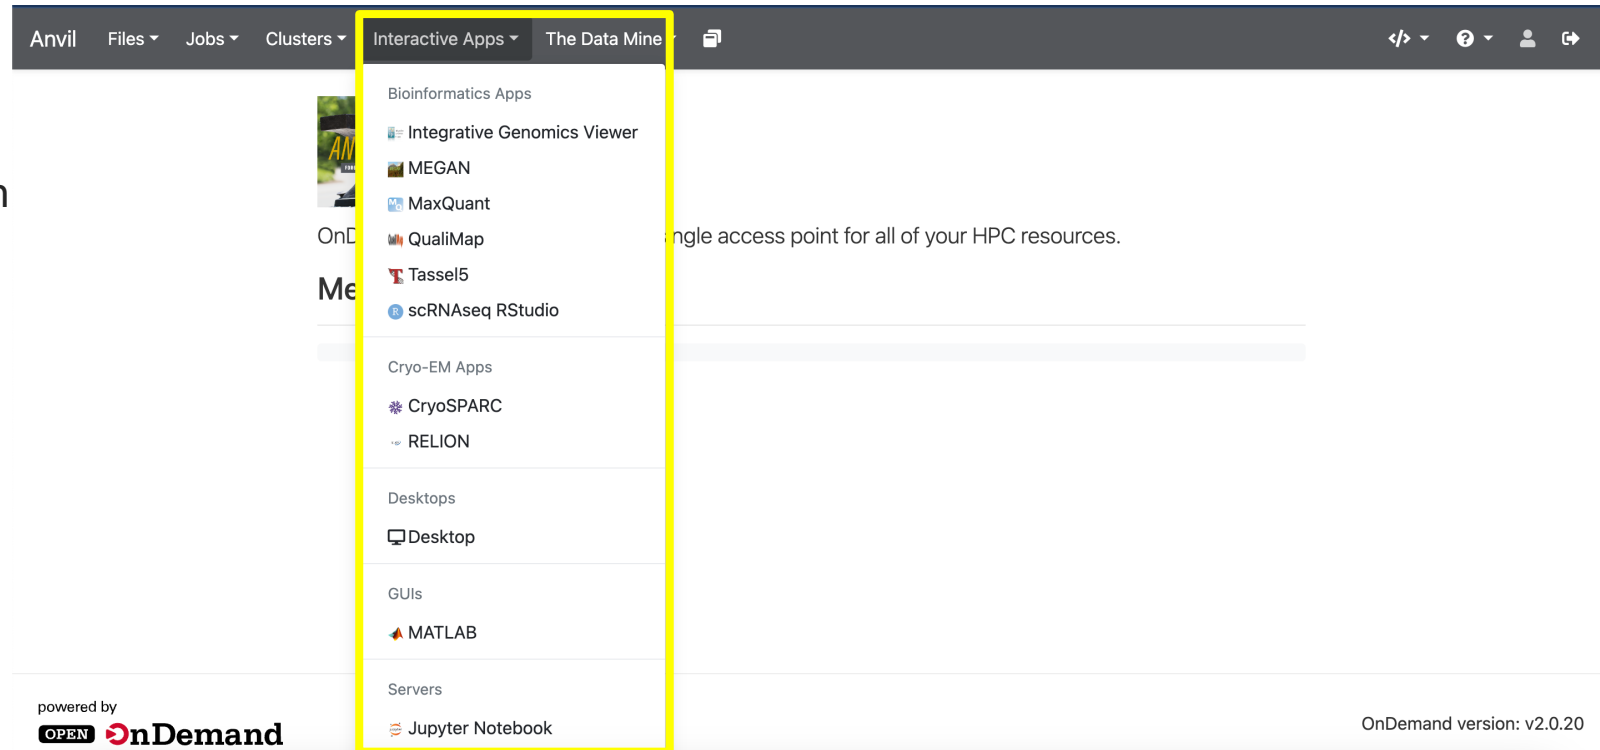 Anvil Files Jobs Clusters Interactive Apps The Data Mine
Bioinformatics Apps
Integrative Genomics Viewer
MEGAN
MaxQuant
QualiMap
Tassel5
scRNAseq RStudio
AN
OnD ngle access point for all of your HPC resources.
Me
Cryo-EM Apps
CryoSPARC
RELION
Desktops
Desktop
GUIs
MATLAB
Servers
Jupyter Notebook
powered by
OPEN OnDemand
OnDemand version: v2.0.20